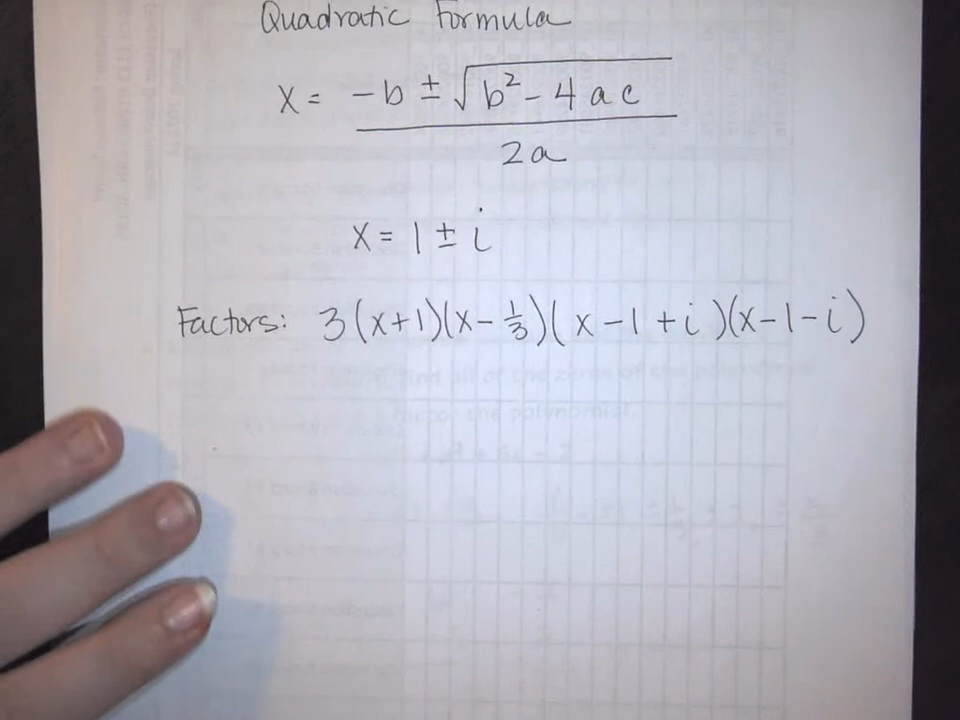 Quadratic Formula
x = -b ± √b² - 4ac / 2a
x = 1 ± i
Factors: 3(x+1)(x-1/3)(x-1+i)(x-1-i)